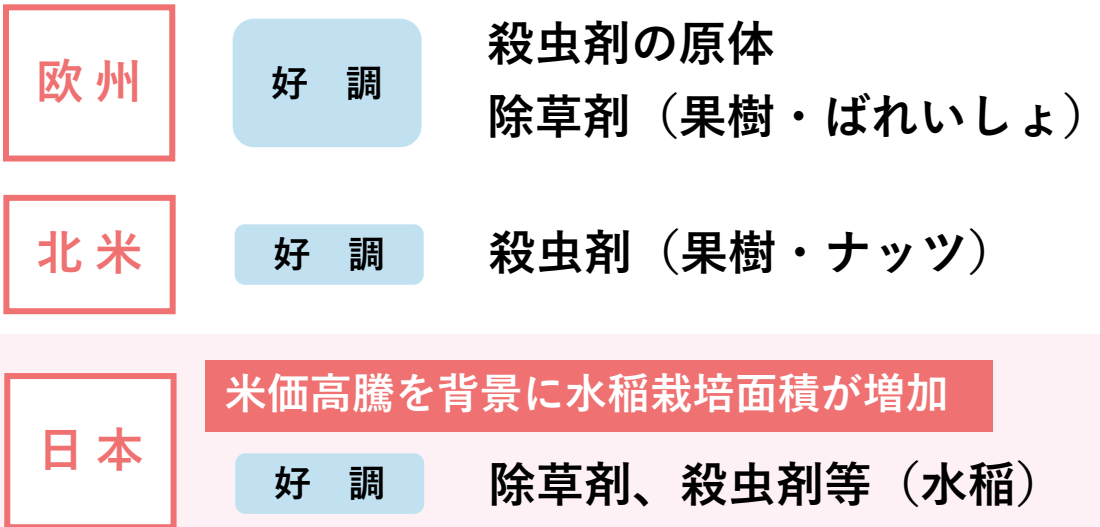 欧州
好 調
殺虫剤の原体
除草剤（果樹・ばれいしょ）
北米
好 調
殺虫剤（果樹・ナッツ）
日本
米価高騰を背景に水稲栽培面積が増加
好 調
除草剤、殺虫剤等（水稲）